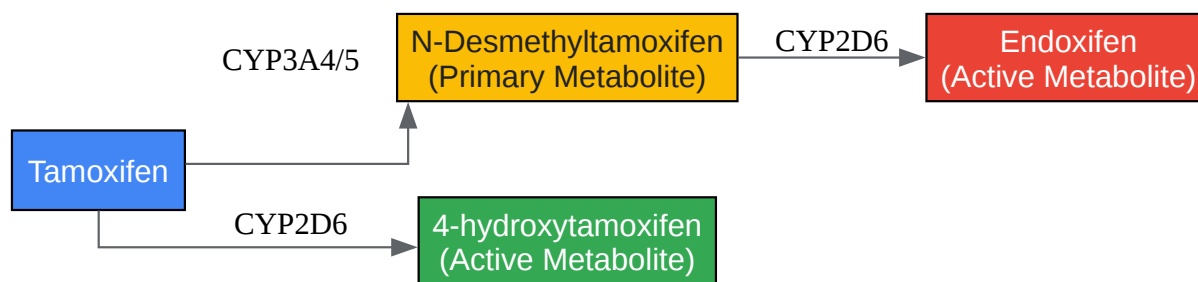 CYP3A4/5
N-Desmethyltamoxifen
(Primary Metabolite)
CYP2D6
Endoxifen
(Active Metabolite)
Tamoxifen
CYP2D6
4-hydroxytamoxifen
(Active Metabolite)